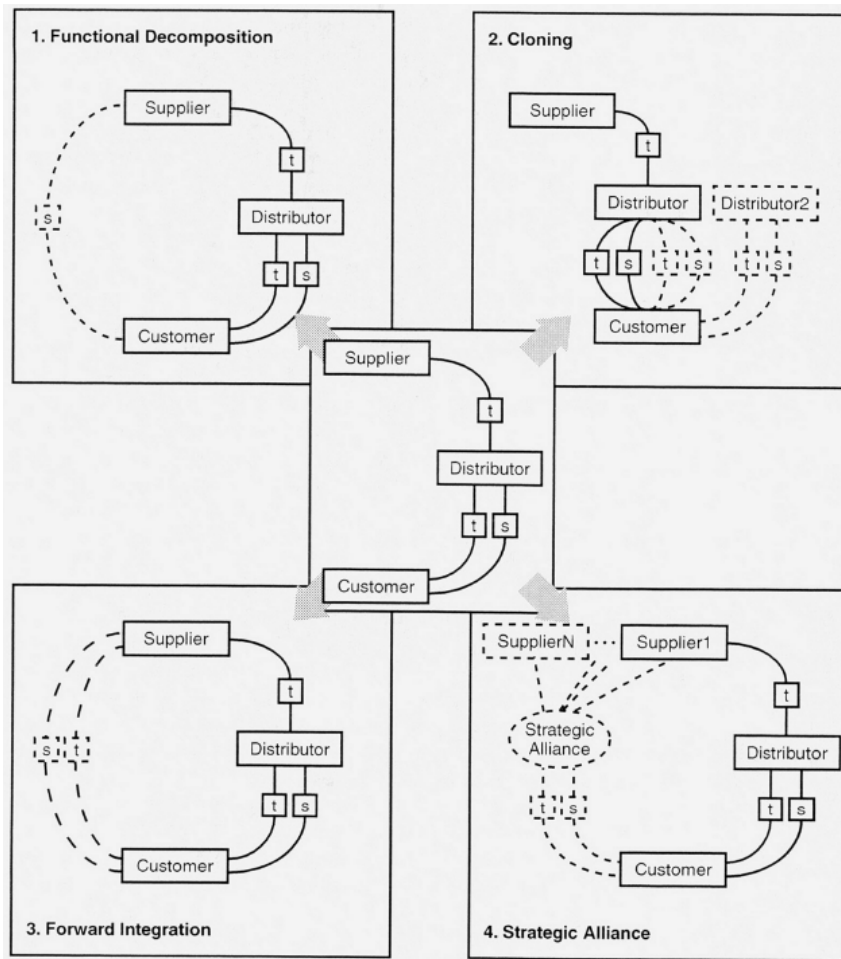 1. Functional Decomposition
Supplier
t
s
Distributor
t s
Customer
2. Cloning
Supplier
t
Distributor Distributor2
t s t s t s
Customer
Supplier
t
Distributor
t s
Customer
3. Forward Integration
Supplier
t
s t
Distributor
t s
Customer
4. Strategic Alliance
SupplierN Supplier1
t
Strategic
Alliance
Distributor
t s
t s
Customer